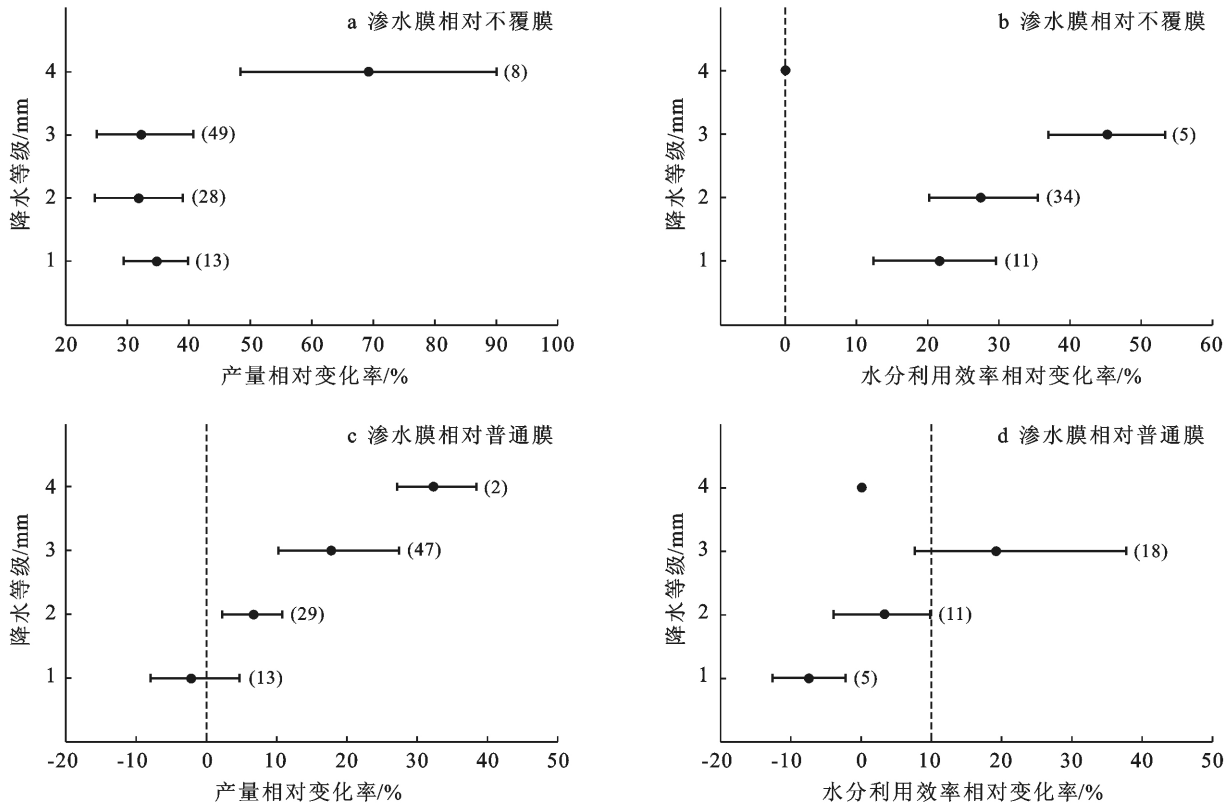 a 渗水膜相对不覆膜
降水等级/mm
4
3
2
1
(8)
(49)
(28)
(13)
20 30 40 50 60 70 80 90 100
产量相对变化率/%
b 渗水膜相对不覆膜
降水等级/mm
4
3
2
1
(5)
(34)
(11)
0 10 20 30 40 50 60
水分利用效率相对变化率/%
c 渗水膜相对普通膜
降水等级/mm
4
3
2
1
(2)
(47)
(29)
(13)
-20 -10 0 10 20 30 40 50
产量相对变化率/%
d 渗水膜相对普通膜
降水等级/mm
4
3
2
1
(18)
(11)
(5)
-20 -10 0 10 20 30 40 50
水分利用效率相对变化率/%